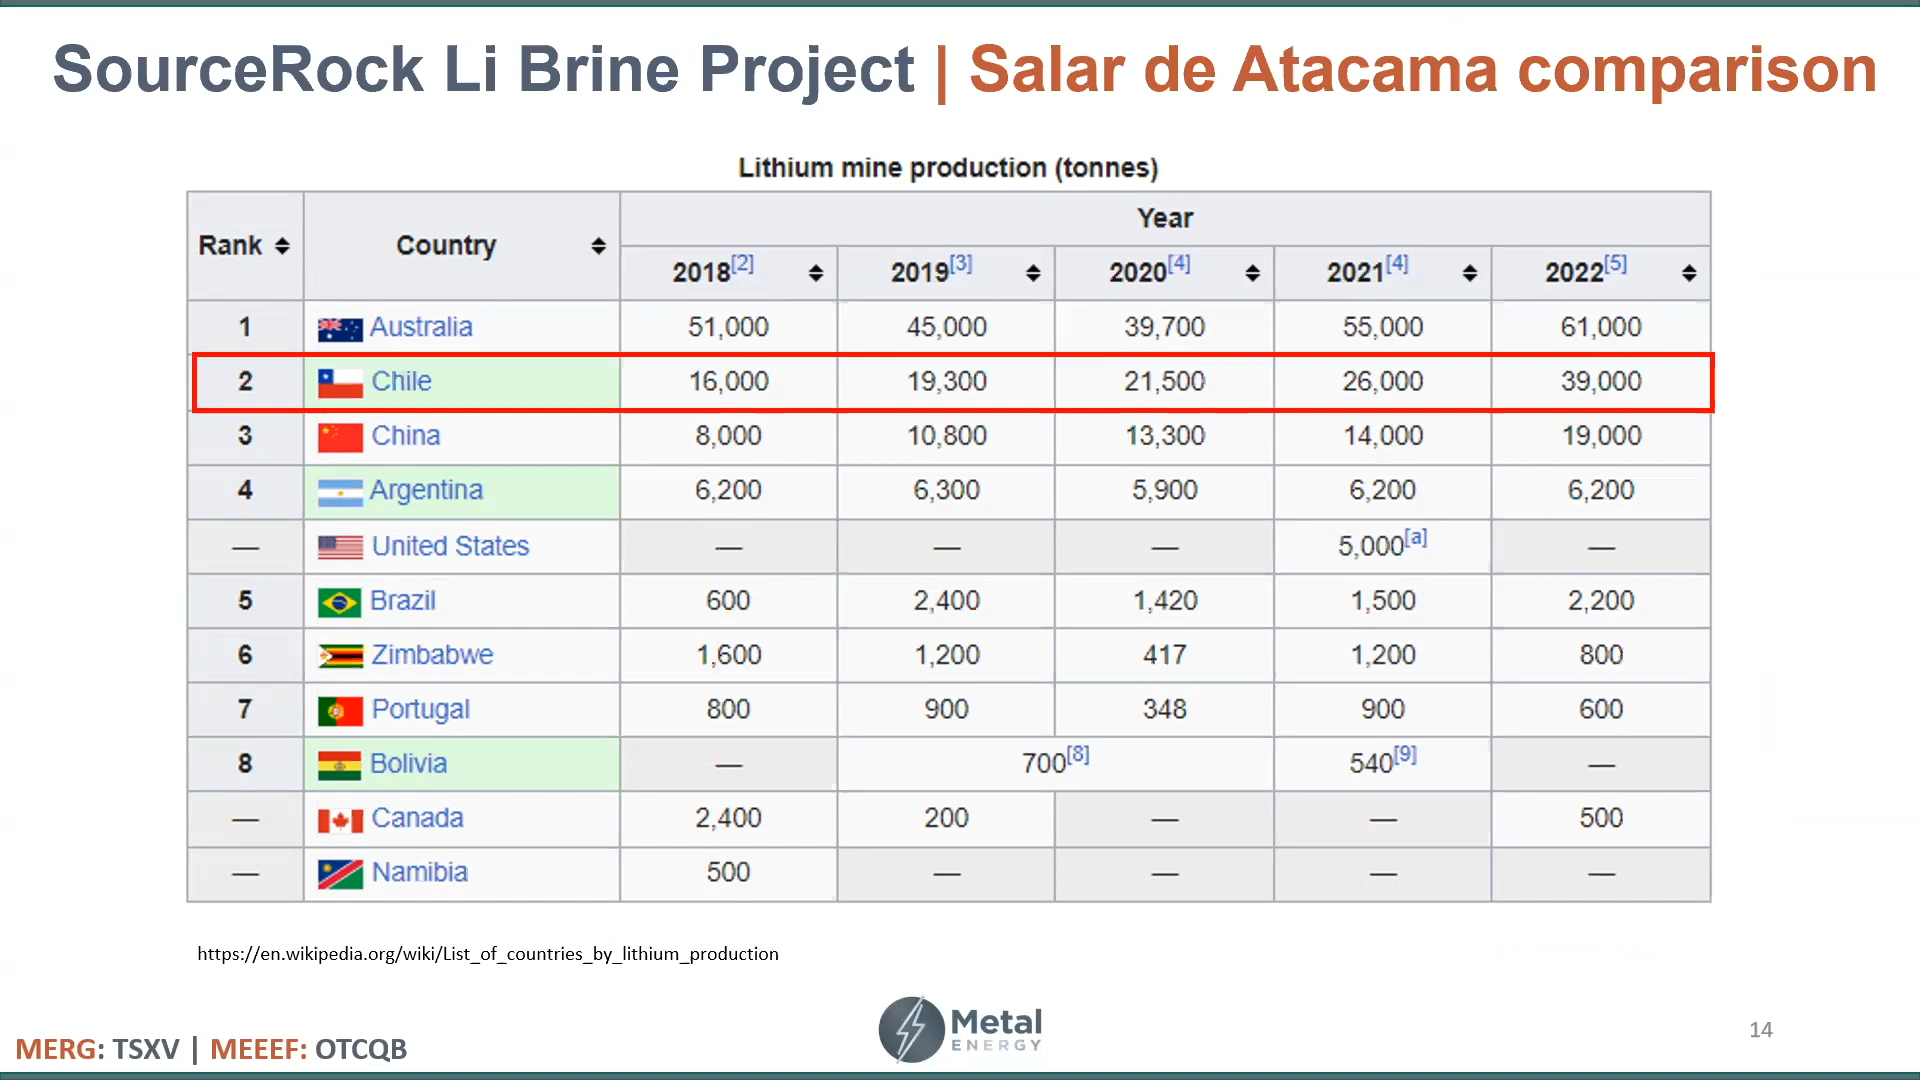 SourceRock Li Brine Project | Salar de Atacama comparison
Lithium mine production (tonnes)
Rank Country Year
2018[2] 2019[3] 2020[4] 2021[4] 2022[5]
1 Australia 51,000 45,000 39,700 55,000 61,000
2 Chile 16,000 19,300 21,500 26,000 39,000
3 China 8,000 10,800 13,300 14,000 19,000
4 Argentina 6,200 6,300 5,900 6,200 6,200
— United States — — — 5,000[a] —
5 Brazil 600 2,400 1,420 1,500 2,200
6 Zimbabwe 1,600 1,200 417 1,200 800
7 Portugal 800 900 348 900 600
8 Bolivia — 700[8] 540[9] —
— Canada 2,400 200 — — 500
— Namibia 500 — — — —
https://en.wikipedia.org/wiki/List_of_countries_by_lithium_production
Metal
ENERGY
14
MERG: TSXV | MEEEF: OTCQB